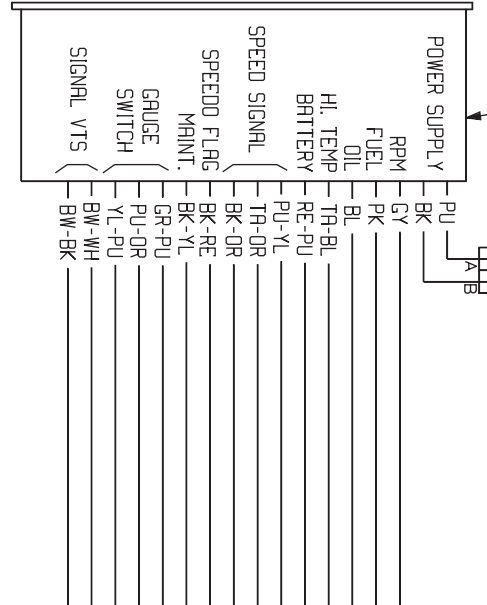 POWER SUPPLY
RPM
FUEL
OIL
HI. TEMP
BATTERY
SPEED SIGNAL
SPEEDO FLAG
MAINT.
GAUGE
SWITCH
SIGNAL VTS
PU
BK
GY
PK
BL
TA-BL
RE-PU
PU-YL
TA-OR
BK-OR
BK-RE
BK-YL
GR-PU
PU-OR
YL-PU
BW-WH
BW-BK
A
B